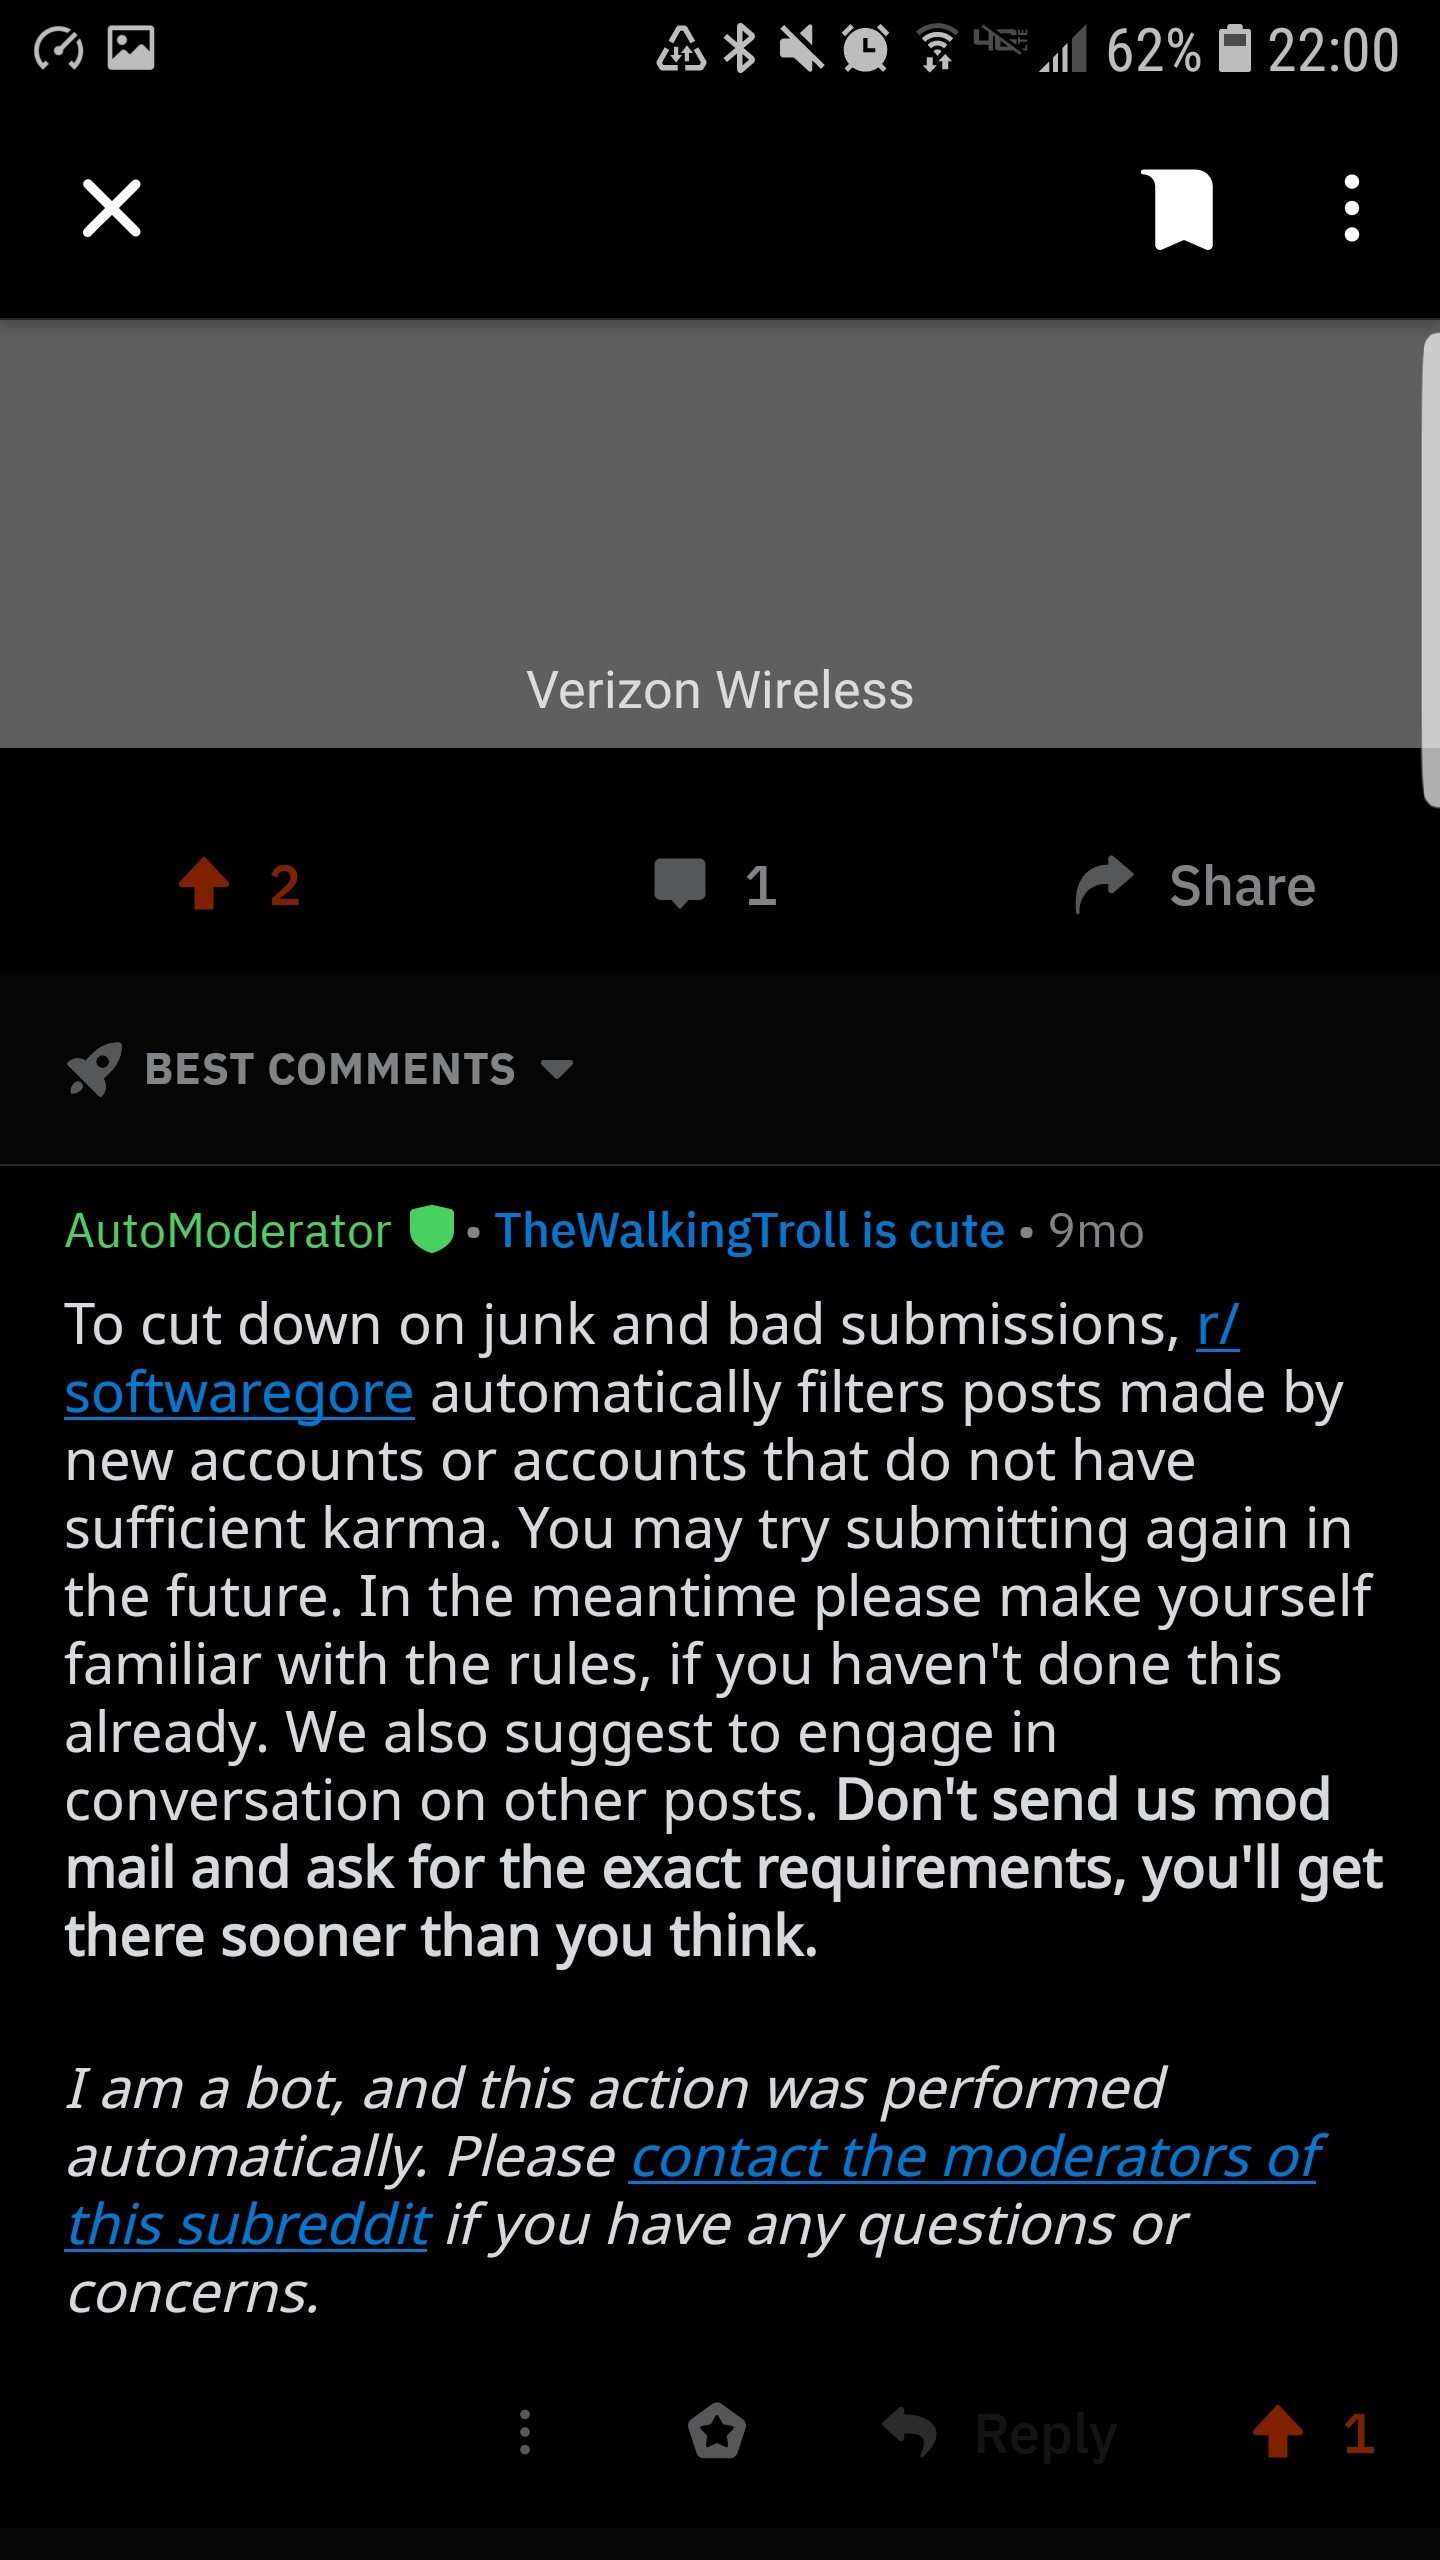 62% 22:00
Verizon Wireless
2 1 Share
BEST COMMENTS
AutoModerator • TheWalkingTroll is cute • 9mo
To cut down on junk and bad submissions, r/
softwaregore automatically filters posts made by
new accounts or accounts that do not have
sufficient karma. You may try submitting again in
the future. In the meantime please make yourself
familiar with the rules, if you haven't done this
already. We also suggest to engage in
conversation on other posts. Don't send us mod
mail and ask for the exact requirements, you'll get
there sooner than you think.
I am a bot, and this action was performed
automatically. Please contact the moderators of
this subreddit if you have any questions or
concerns.
Reply 1